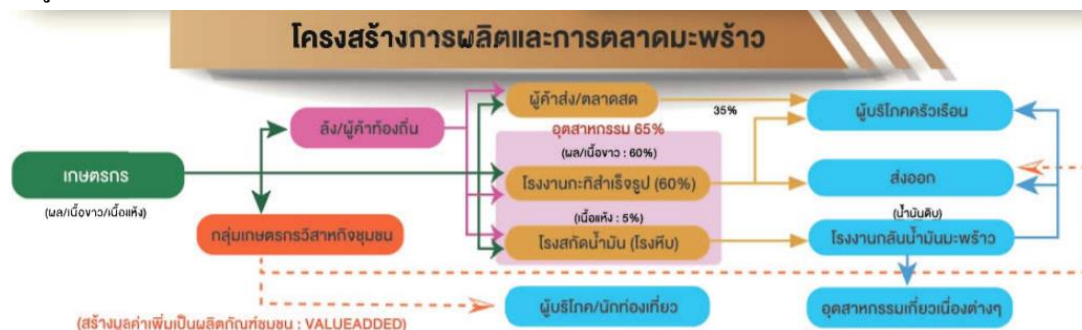 โครงสร้างการผลิตและการตลาดมะพร้าว
ผู้ค้าส่ง/ตลาดสด
35%
ผู้บริโภคครัวเรือน
ล้ง/ผู้ค้าท้องถิ่น
อุตสาหกรรม 65%
(ผล/เนื้อขาว : 60%)
เกษตรกร
โรงงานกะทิสำเร็จรูป (60%)
ส่งออก
(ผล/เนื้อขาว/เนื้อแห้ง)
(เนื้อแห้ง : 5%)
(น้ำมันดิบ)
กลุ่มเกษตรกรวิสาหกิจชุมชน
โรงสกัดน้ำมัน (โรงหีบ)
โรงงานกลั่นน้ำมันมะพร้าว
ผู้บริโภค/นักท่องเที่ยว
อุตสาหกรรมเกี่ยวเนื่องต่างๆ
(สร้างมูลค่าเพิ่มเป็นผลิตภัณฑ์ชุมชน : VALUEADDED)